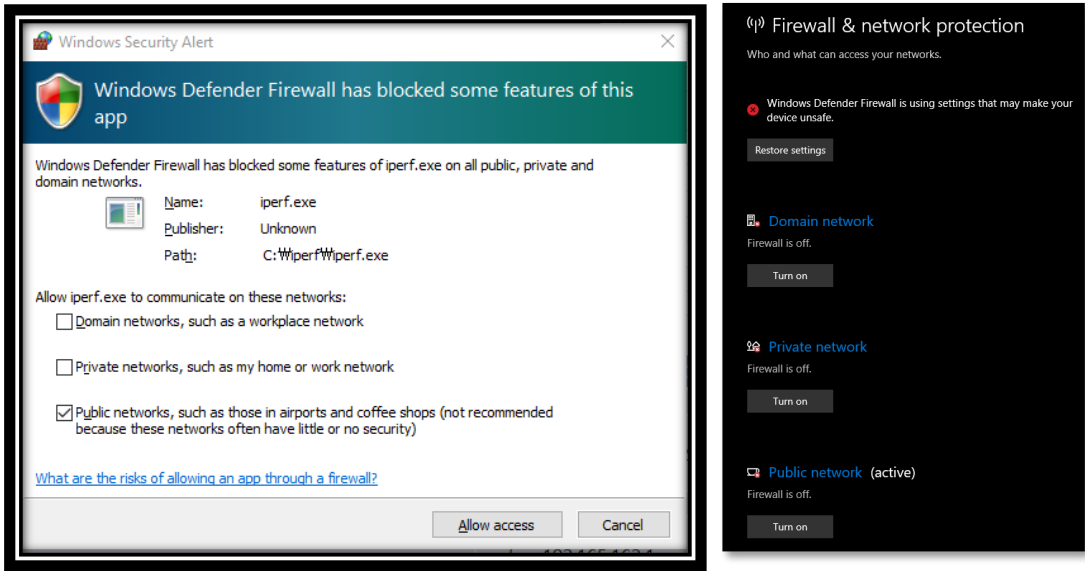 Windows Security Alert
Windows Defender Firewall has blocked some features of this
app
Windows Defender Firewall has blocked some features of iperf.exe on all public, private and
domain networks.
Name: iperf.exe
Publisher: Unknown
Path: C:₩iperf₩iperf.exe
Allow iperf.exe to communicate on these networks:
Domain networks, such as a workplace network
Private networks, such as my home or work network
Public networks, such as those in airports and coffee shops (not recommended
because these networks often have little or no security)
What are the risks of allowing an app through a firewall?
Allow access Cancel
Firewall & network protection
Who and what can access your networks.
Windows Defender Firewall is using settings that may make your
device unsafe.
Restore settings
Domain network
Firewall is off.
Turn on
Private network
Firewall is off.
Turn on
Public network (active)
Firewall is off.
Turn on